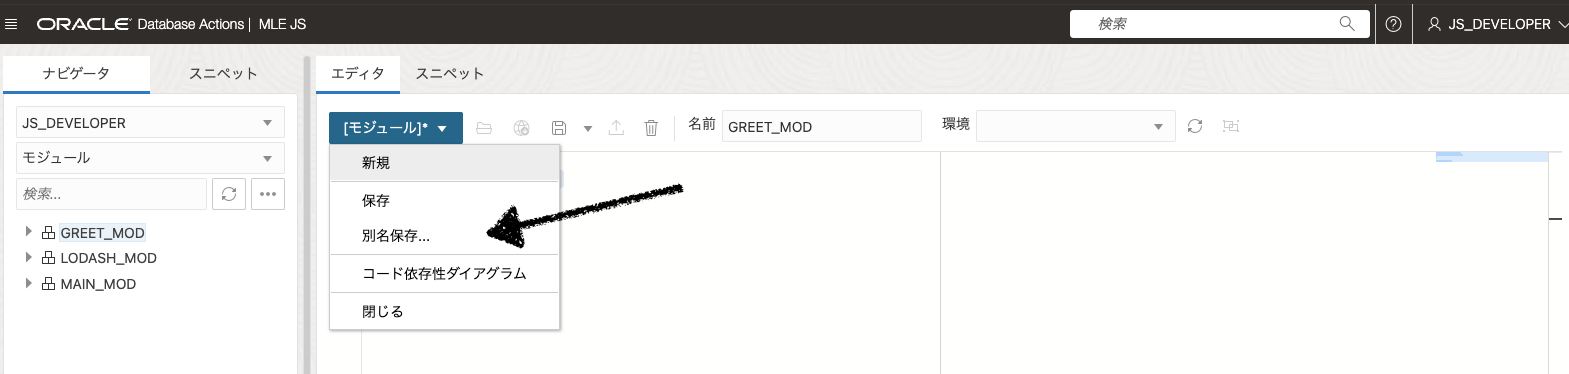 ORACLE Database Actions | MLE JS
検索
JS_DEVELOPER
ナビゲータ
スニペット
エディタ
スニペット
JS_DEVELOPER
モジュール
検索...
GREET_MOD
LODASH_MOD
MAIN_MOD
[モジュール]*
名前 GREET_MOD
環境
新規
保存
別名保存...
コード依存性ダイアグラム
閉じる